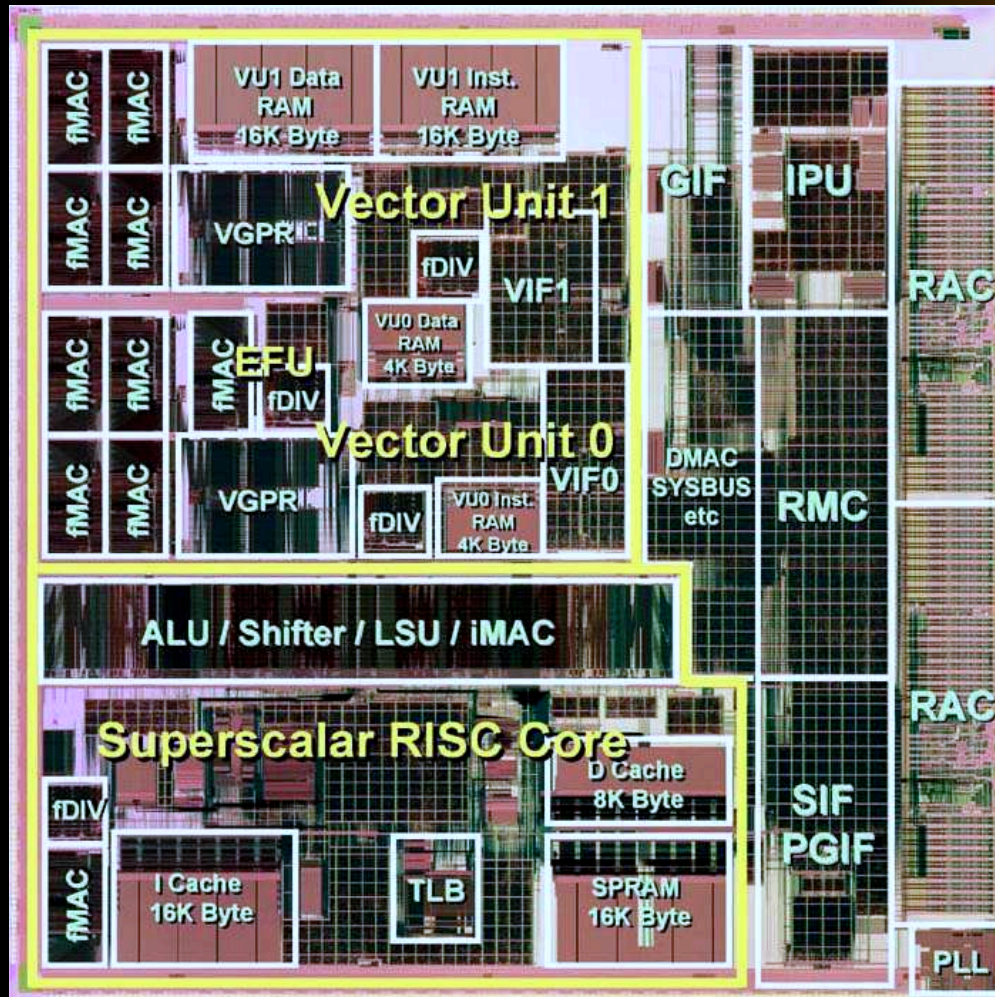 fMAC
fMAC
VU1 Data
RAM
16K Byte
VU1 Inst.
RAM
16K Byte
GIF
IPU
fMAC
fMAC
VGPR
Vector Unit 1
fDIV
VIF1
RAC
VU0 Data
RAM
4K Byte
fMAC
fMAC
fMAC
EFU
fDIV
Vector Unit 0
fMAC
fMAC
VGPR
fDIV
VU0 Inst.
RAM
4K Byte
VIF0
DMAC
SYSBUS
etc
RMC
ALU / Shifter / LSU / iMAC
Superscalar RISC Core
RAC
D Cache
8K Byte
fDIV
SIF
PGIF
fMAC
I Cache
16K Byte
TLB
SPRAM
16K Byte
PLL